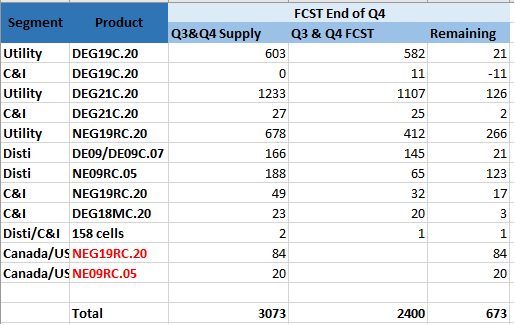 FCST End of Q4
Segment Product Q3&Q4 Supply Q3 & Q4 FCST Remaining
Utility DEG19C.20 603 582 21
C&I DEG19C.20 0 11 -11
Utility DEG21C.20 1233 1107 126
C&I DEG21C.20 27 25 2
Utility NEG19RC.20 678 412 266
Disti DE09/DE09C.07 166 145 21
Disti NE09RC.05 188 65 123
C&I NEG19RC.20 49 32 17
C&I DEG18MC.20 23 20 3
Disti/C&I 158 cells 2 1 1
Canada/US NEG19RC.20 84 84
Canada/US NE09RC.05 20 20
Total 3073 2400 673